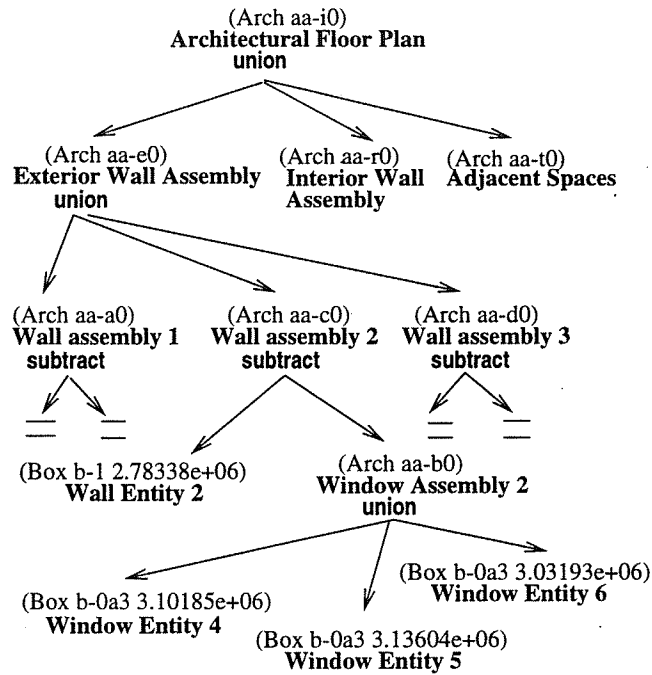 (Arch aa-i0)
Architectural Floor Plan
union
(Arch aa-e0)
Exterior Wall Assembly
union
(Arch aa-r0)
Interior Wall
Assembly
(Arch aa-t0)
Adjacent Spaces
(Arch aa-a0)
Wall assembly 1
subtract
(Arch aa-c0)
Wall assembly 2
subtract
(Arch aa-d0)
Wall assembly 3
subtract
(Box b-1 2.78338e+06)
Wall Entity 2
(Arch aa-b0)
Window Assembly 2
union
(Box b-0a3 3.10185e+06)
Window Entity 4
(Box b-0a3 3.13604e+06)
Window Entity 5
(Box b-0a3 3.03193e+06)
Window Entity 6